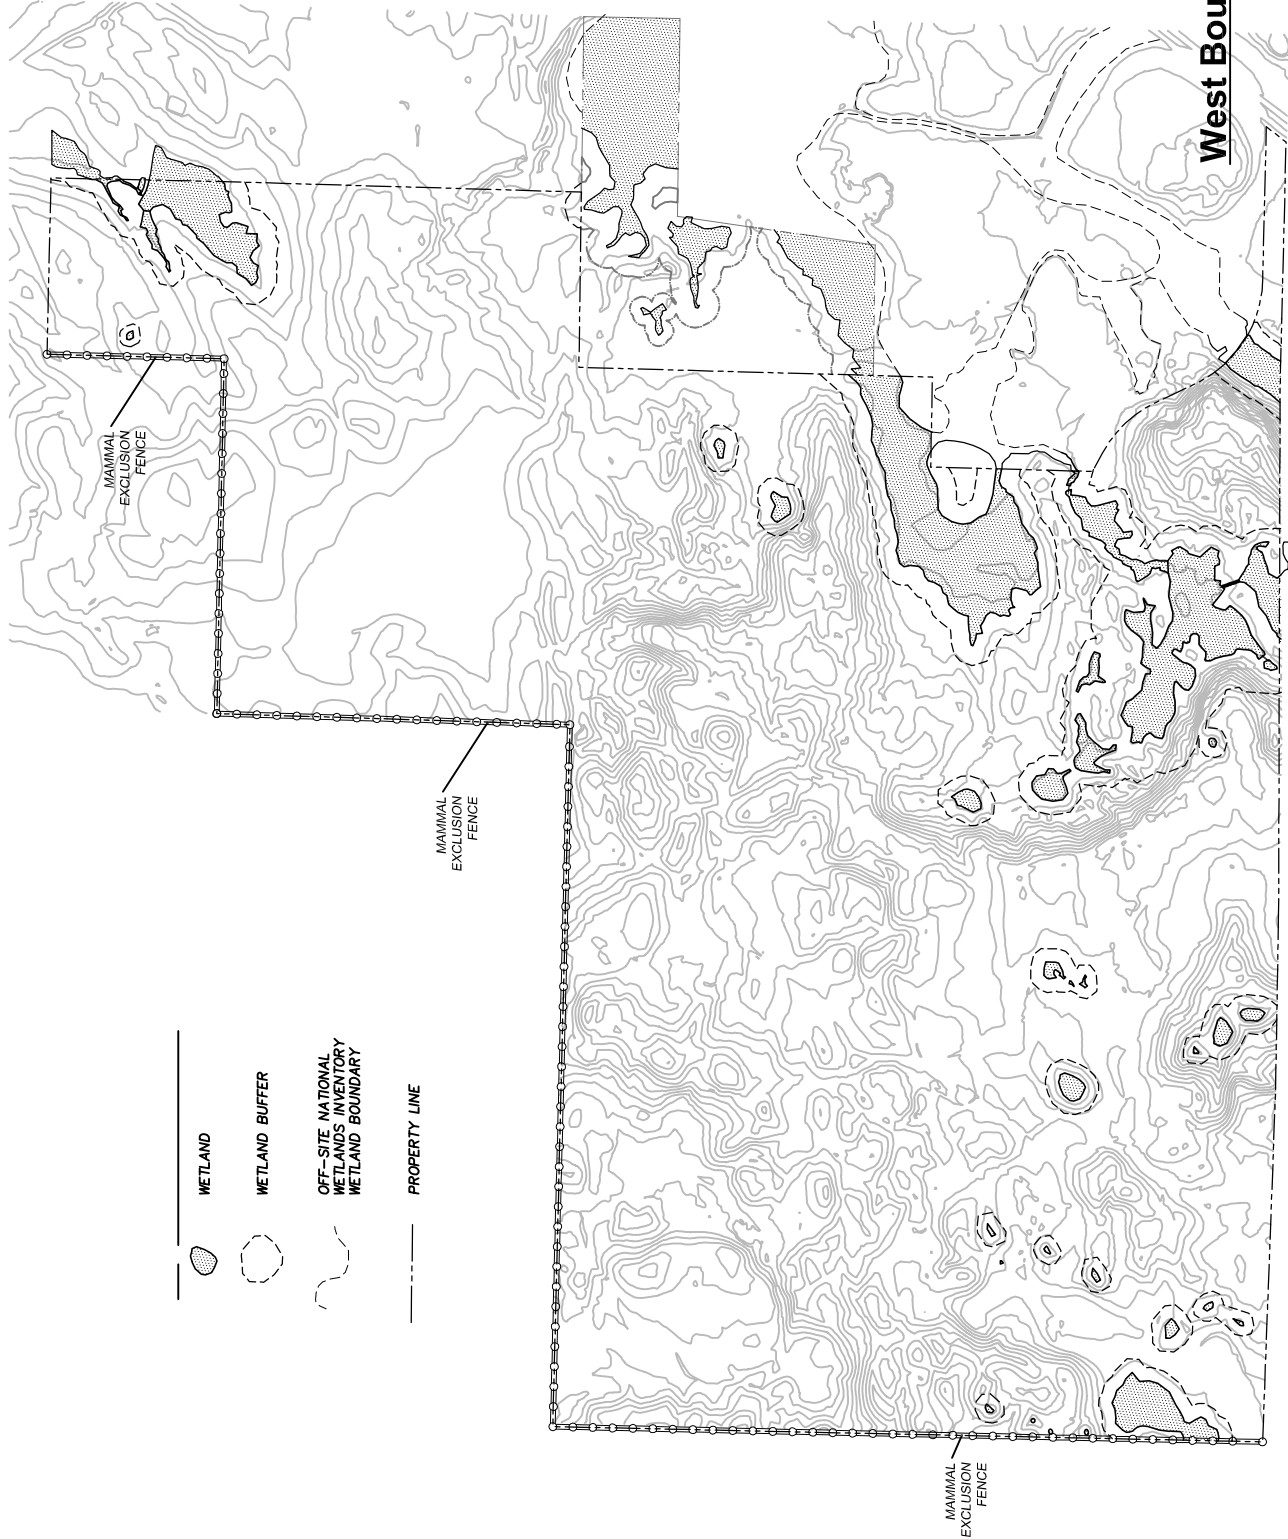 West Bou
MAMMAL
EXCLUSION
FENCE
MAMMAL
EXCLUSION
FENCE
WETLAND
WETLAND BUFFER
OFF-SITE NATIONAL
WETLANDS INVENTORY
WETLAND BOUNDARY
PROPERTY LINE
MAMMAL
EXCLUSION
FENCE